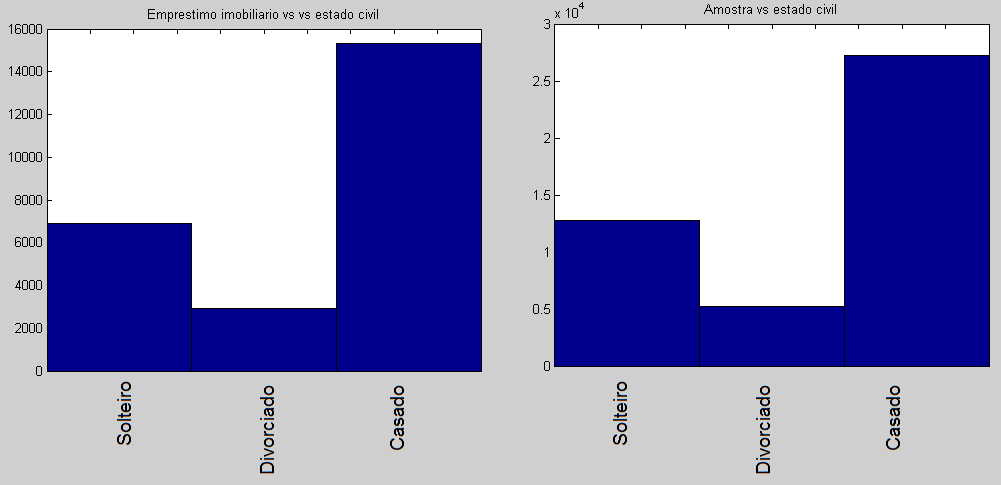 Emprestimo imobiliario vs vs estado civil
16000
14000
12000
10000
8000
6000
4000
2000
0
Solteiro
Divorciado
Casado
Amostra vs estado civil
x 10^4
3
2.5
2
1.5
1
0.5
0
Solteiro
Divorciado
Casado